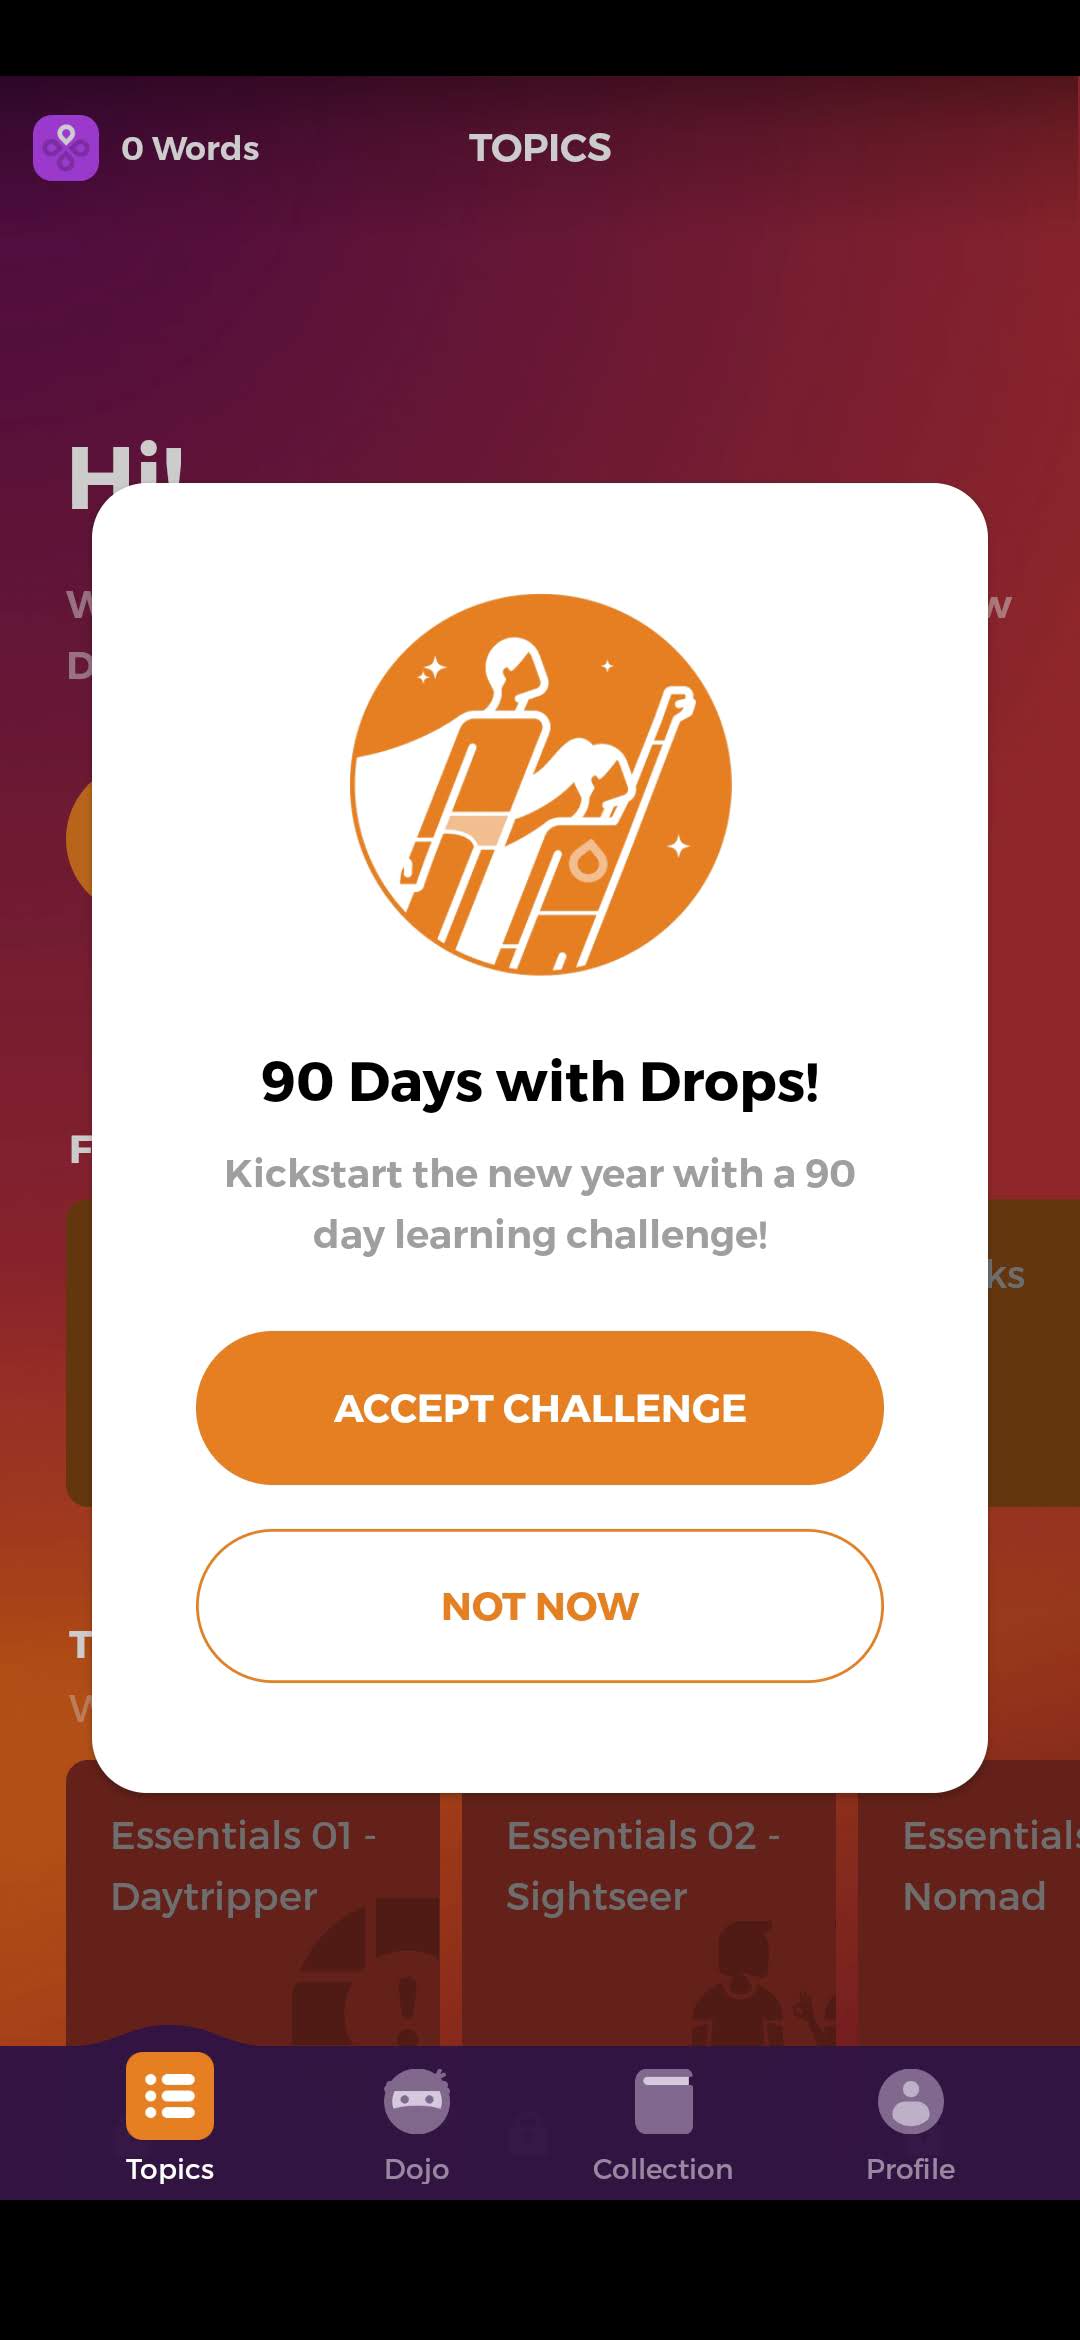 0 Words
TOPICS
Hi!
90 Days with Drops!
Kickstart the new year with a 90
day learning challenge!
ACCEPT CHALLENGE
NOT NOW
Essentials 01 -
Daytripper
Essentials 02 -
Sightseer
Essentials
Nomad
Topics
Dojo
Collection
Profile